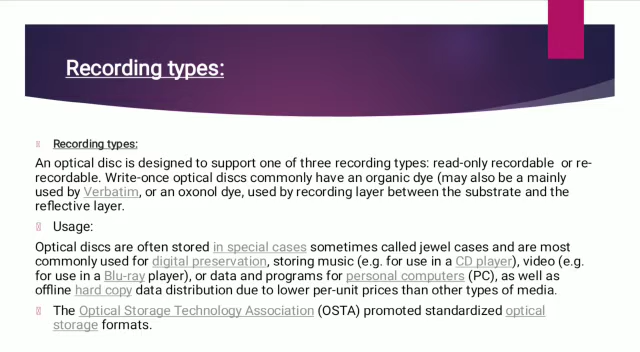 Recording types:
Recording types:
An optical disc is designed to support one of three recording types: read-only recordable or re-
recordable. Write-once optical discs commonly have an organic dye (may also be a mainly
used by Verbatim, or an oxonol dye, used by recording layer between the substrate and the
reflective layer.
Usage:
Optical discs are often stored in special cases sometimes called jewel cases and are most
commonly used for digital preservation, storing music (e.g. for use in a CD player), video (e.g.
for use in a Blu-ray player), or data and programs for personal computers (PC), as well as
offline hard copy data distribution due to lower per-unit prices than other types of media.
The Optical Storage Technology Association (OSTA) promoted standardized optical
storage formats.